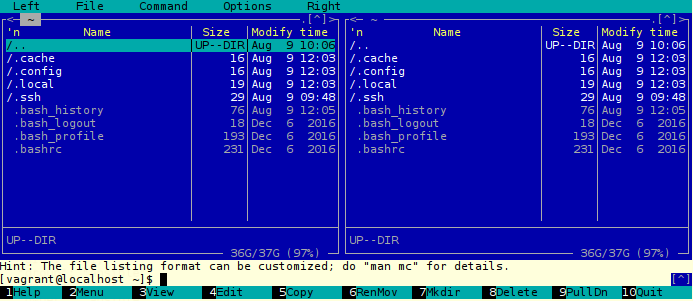 Left File Command Options Right
<─ ~ .[^]> <─ ~ .[^]>
'n Name Size Modify time 'n Name Size Modify time
/.. UP--DIR Aug 9 10:06 /.. UP--DIR Aug 9 10:06
/.cache 16 Aug 9 12:03 /.cache 16 Aug 9 12:03
/.config 16 Aug 9 12:03 /.config 16 Aug 9 12:03
/.local 19 Aug 9 12:03 /.local 19 Aug 9 12:03
/.ssh 29 Aug 9 09:48 /.ssh 29 Aug 9 09:48
.bash_history 76 Aug 9 12:05 .bash_history 76 Aug 9 12:05
.bash_logout 18 Dec 6 2016 .bash_logout 18 Dec 6 2016
.bash_profile 193 Dec 6 2016 .bash_profile 193 Dec 6 2016
.bashrc 231 Dec 6 2016 .bashrc 231 Dec 6 2016
UP--DIR UP--DIR
36G/37G (97%) 36G/37G (97%)
Hint: The file listing format can be customized; do "man mc" for details.
[vagrant@localhost ~]$ [^]
1Help 2Menu 3View 4Edit 5Copy 6RenMov 7Mkdir 8Delete 9PullDn 10Quit